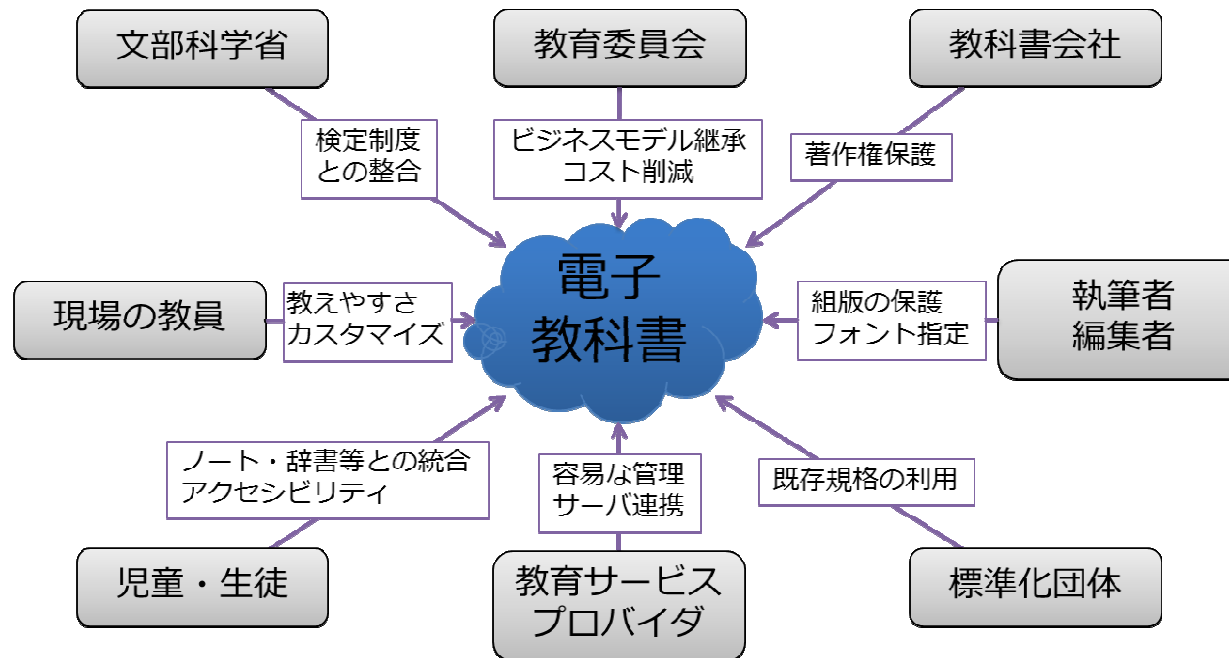 文部科学省
教育委員会
教科書会社
検定制度
との整合
ビジネスモデル継承
コスト削減
著作権保護
電子
教科書
現場の教員
教えやすさ
カスタマイズ
組版の保護
フォント指定
執筆者
編集者
ノート・辞書等との統合
アクセシビリティ
容易な管理
サーバ連携
既存規格の利用
児童・生徒
教育サービス
プロバイダ
標準化団体